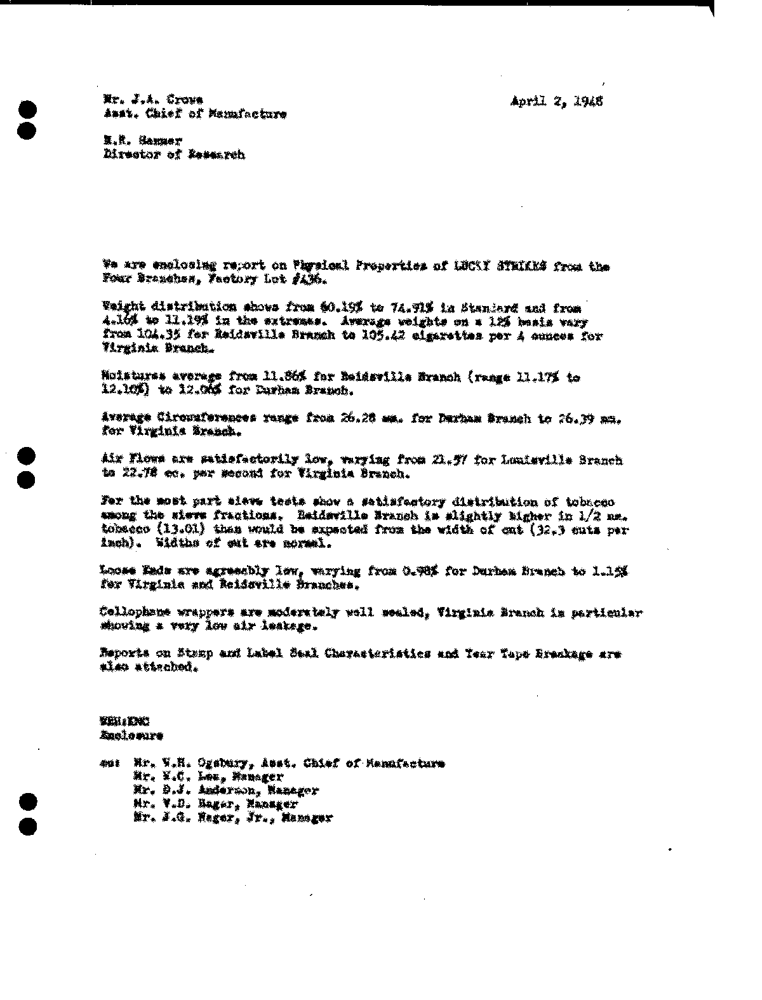 Mr. J.A. Crowe
April 2, 1948
Asst. Chief of Manufacture
H.R. Hanmer
Director of Research
We are enclosing report on Physical Properties of LUCKY STRIKES from the
Four Branches, Factory Lot #436.
Weight distribution shows from 60.19% to 74.91% in Standard and from
4.16% to 11.19% in the extremes. Average weights on a 12% basis vary
from 104.35 for Reidsville Branch to 105.42 cigarettes per 4 ounces for
Virginia Branch.
Moistures average from 11.86% for Reidsville Branch (range 11.17% to
12.10%) to 12.06% for Durham Branch.
Average Circumferences range from 26.28 mm. for Durham Branch to 26.39 mm.
for Virginia Branch.
Air Flows are satisfactorily low, varying from 21.57 for Louisville Branch
to 22.78 cc. per second for Virginia Branch.
For the most part sieve tests show a satisfactory distribution of tobacco
among the sieve fractions. Reidsville Branch is slightly higher in 1/2 mm.
tobacco (13.01) than would be expected from the width of cut (32.3 cuts per
inch). Widths of cut are normal.
Loose Ends are agreeably low, varying from 0.98% for Durham Branch to 1.15%
for Virginia and Reidsville Branches.
Cellophane wrappers are moderately well sealed, Virginia Branch in particular
showing a very low air leakage.
Reports on Stamp and Label Seal Characteristics and Tear Tape Breakage are
also attached.
Enclosure
cc: Mr. W.H. Ogsbury, Asst. Chief of Manufacture
Mr. Manager
Mr. D.J. Anderson, Manager
Mr. V.D. Hager, Manager
Mr. J.G. Hager, Jr., Manager